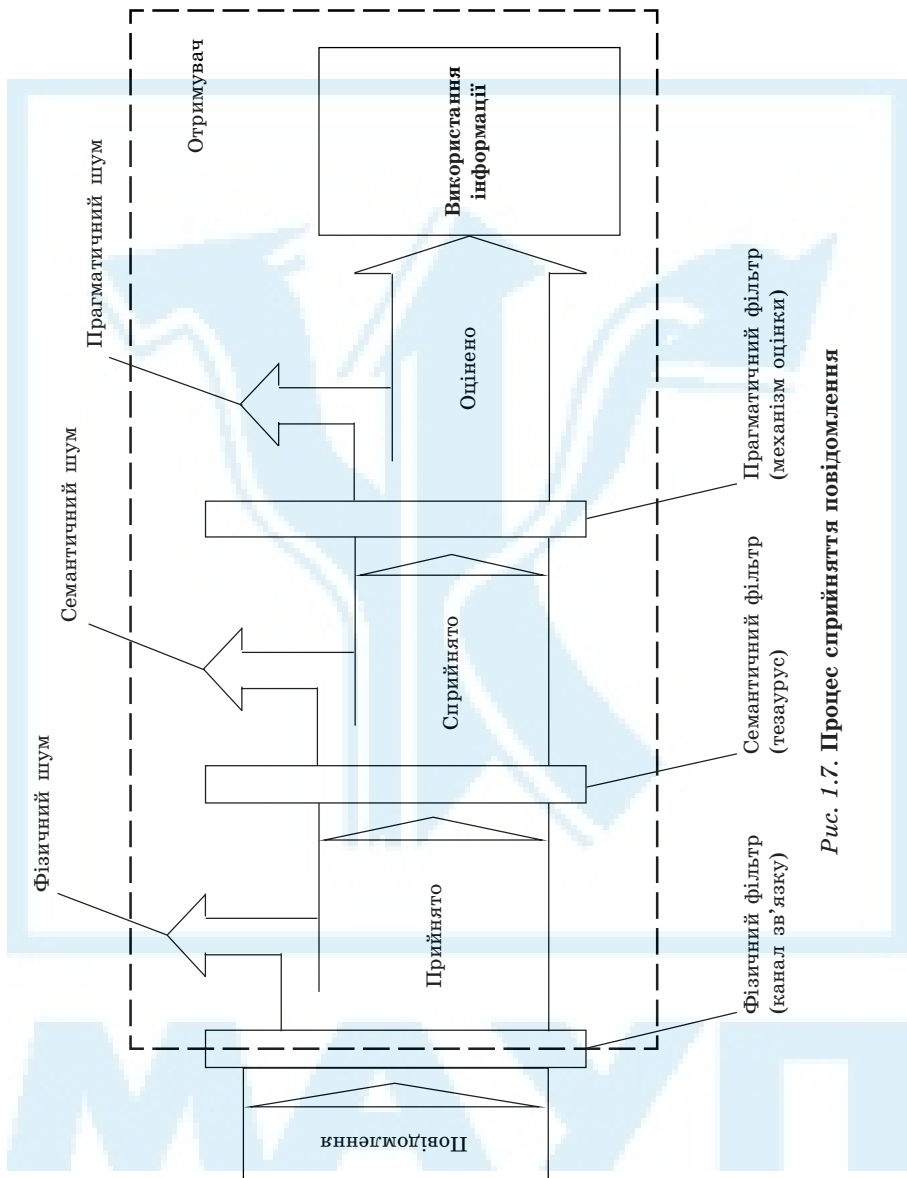 Фізичний шум
Семантичний шум
Прагматичний шум
Отримувач
Повідомлення
Прийнято
Сприйнято
Оцінено
Використання
інформації
Фізичний фільтр
(канал зв’язку)
Семантичний фільтр
(тезаурус)
Прагматичний фільтр
(механізм оцінки)
Рис. 1.7. Процес сприйняття повідомлення
МАУП